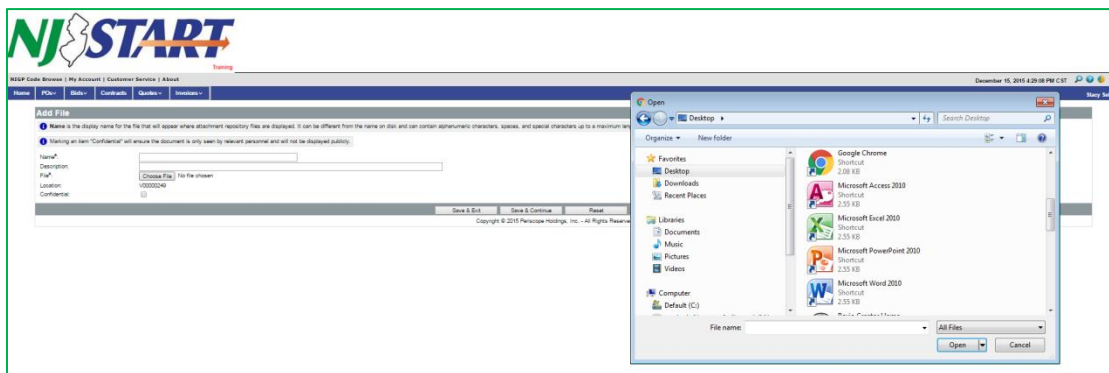 NJSTART
Training
NIGP Code Browse | My Account | Customer Service | About
December 15, 2015 4:29:08 PM CST
Home POs Bids Contracts Quotes Invoices
Stacy
Add File
Name is the display name for the file that will appear where attachment repository files are displayed. It can be different from the name on disk and can contain alphanumeric characters, spaces, and special characters up to a maximum
Marking an item "Confidential" will ensure the document is only seen by relevant personnel and will not be displayed publicly.
Name*:
Description:
File*: Choose File No file chosen
Location: V00000249
Confidential:
Save & Exit Save & Continue Reset
Copyright © 2015 Periscope Holdings, Inc. - All Rights
Open
Desktop
Search Desktop
Organize New folder
Favorites
Desktop
Downloads
Recent Places
Libraries
Documents
Music
Pictures
Videos
Computer
Default (C:)
Google Chrome
Shortcut
2.08 KB
Microsoft Access 2010
Shortcut
2.55 KB
Microsoft Excel 2010
Shortcut
2.55 KB
Microsoft PowerPoint 2010
Shortcut
2.55 KB
Microsoft Word 2010
Shortcut
2.55 KB
File name:
All Files
Open Cancel